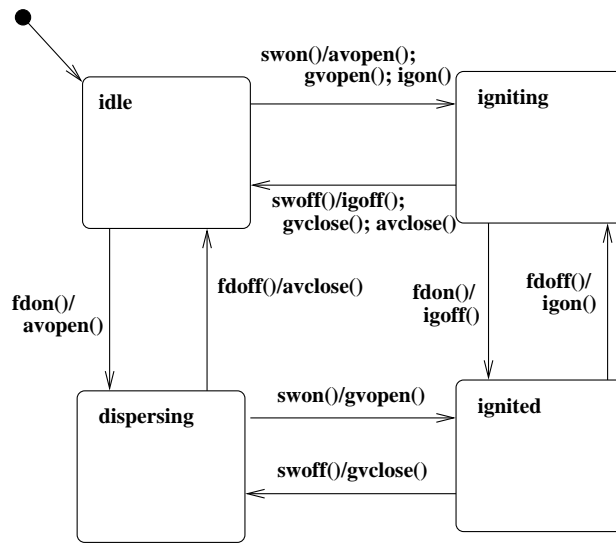 swon()/avopen();
gvopen(); igon()
idle
igniting
swoff()/igoff();
gvclose(); avclose()
fdon()/
avopen()
fdoff()/avclose()
fdon()/
igoff()
fdoff()/
igon()
dispersing
swon()/gvopen()
ignited
swoff()/gvclose()